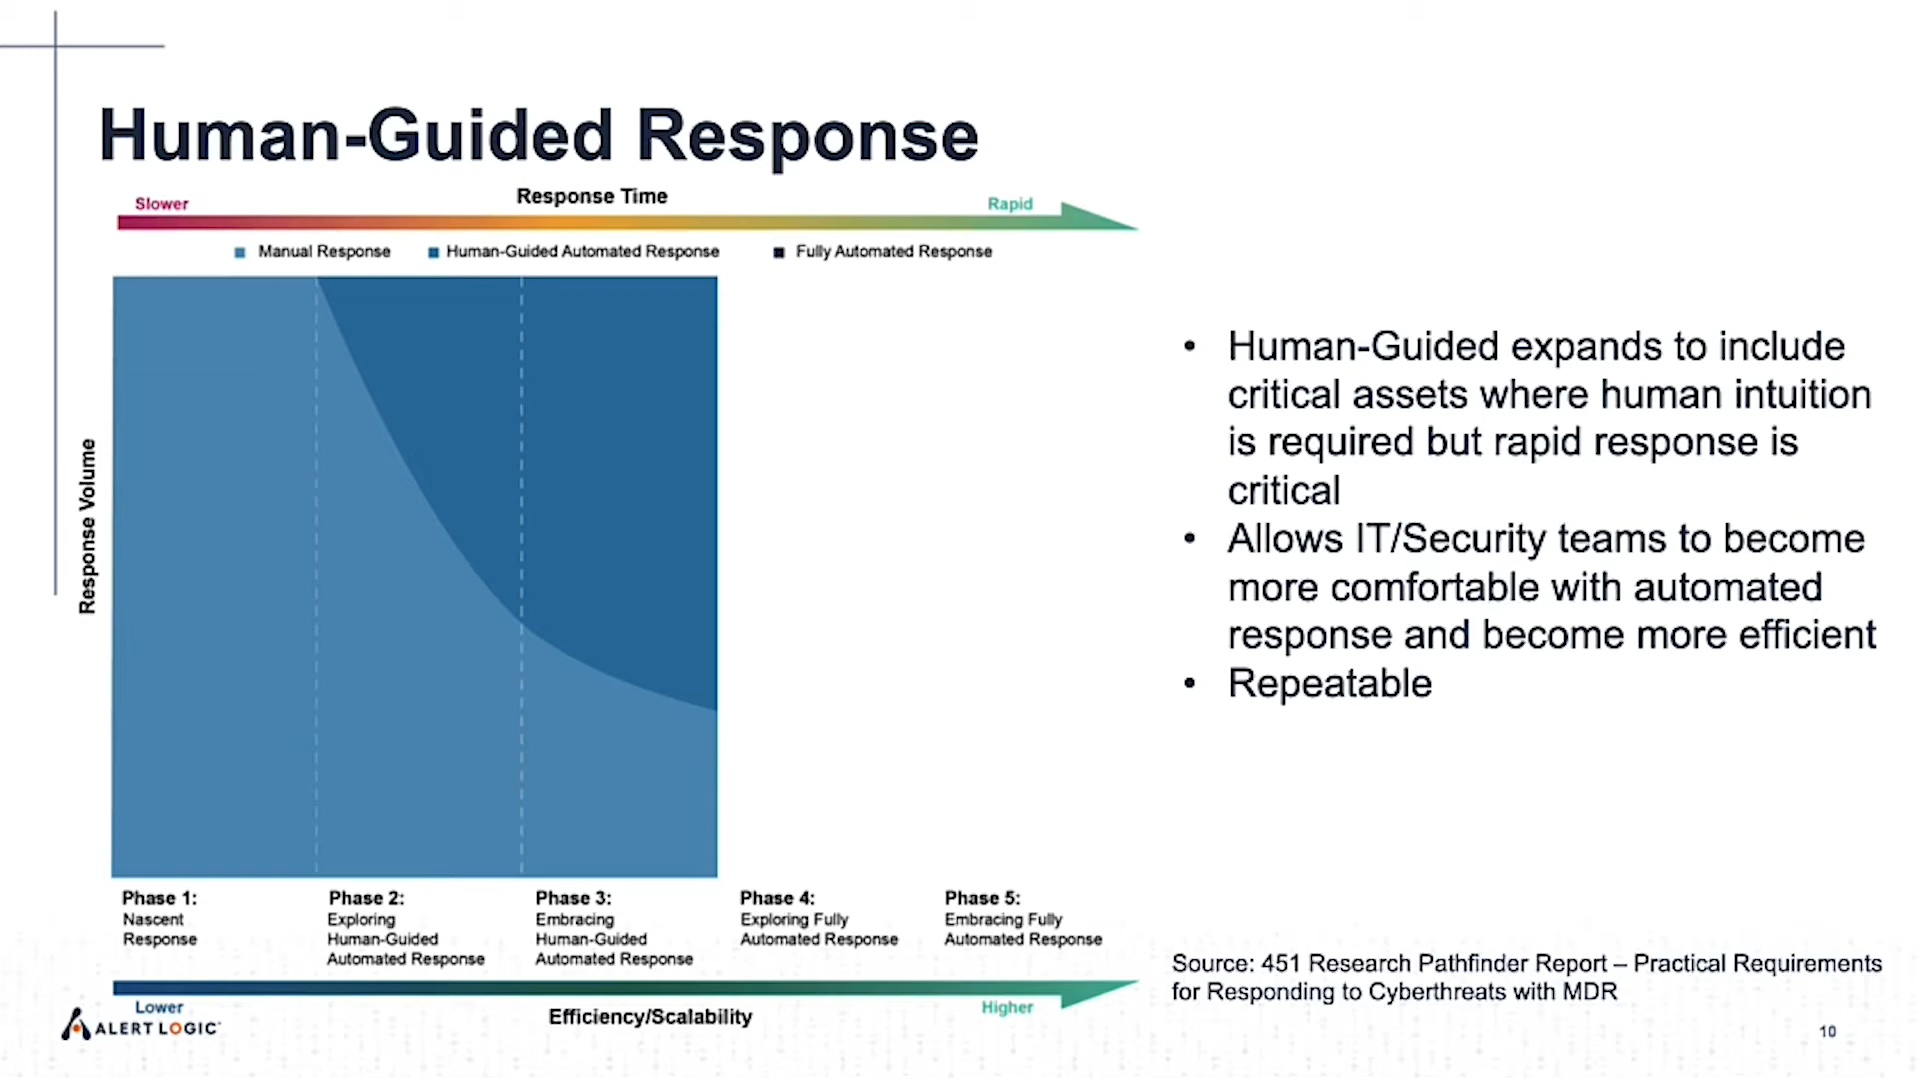 Human-Guided Response
Response Time
Slower
Rapid
Manual Response
Human-Guided Automated Response
Fully Automated Response
Response Volume
Phase 1:
Nascent
Response
Phase 2:
Exploring
Human-Guided
Automated Response
Phase 3:
Embracing
Human-Guided
Automated Response
Phase 4:
Exploring Fully
Automated Response
Phase 5:
Embracing Fully
Automated Response
Lower
Efficiency/Scalability
Higher
ALERT LOGIC
• Human-Guided expands to include
critical assets where human intuition
is required but rapid response is
critical
• Allows IT/Security teams to become
more comfortable with automated
response and become more efficient
• Repeatable
Source: 451 Research Pathfinder Report – Practical Requirements
for Responding to Cyberthreats with MDR
10